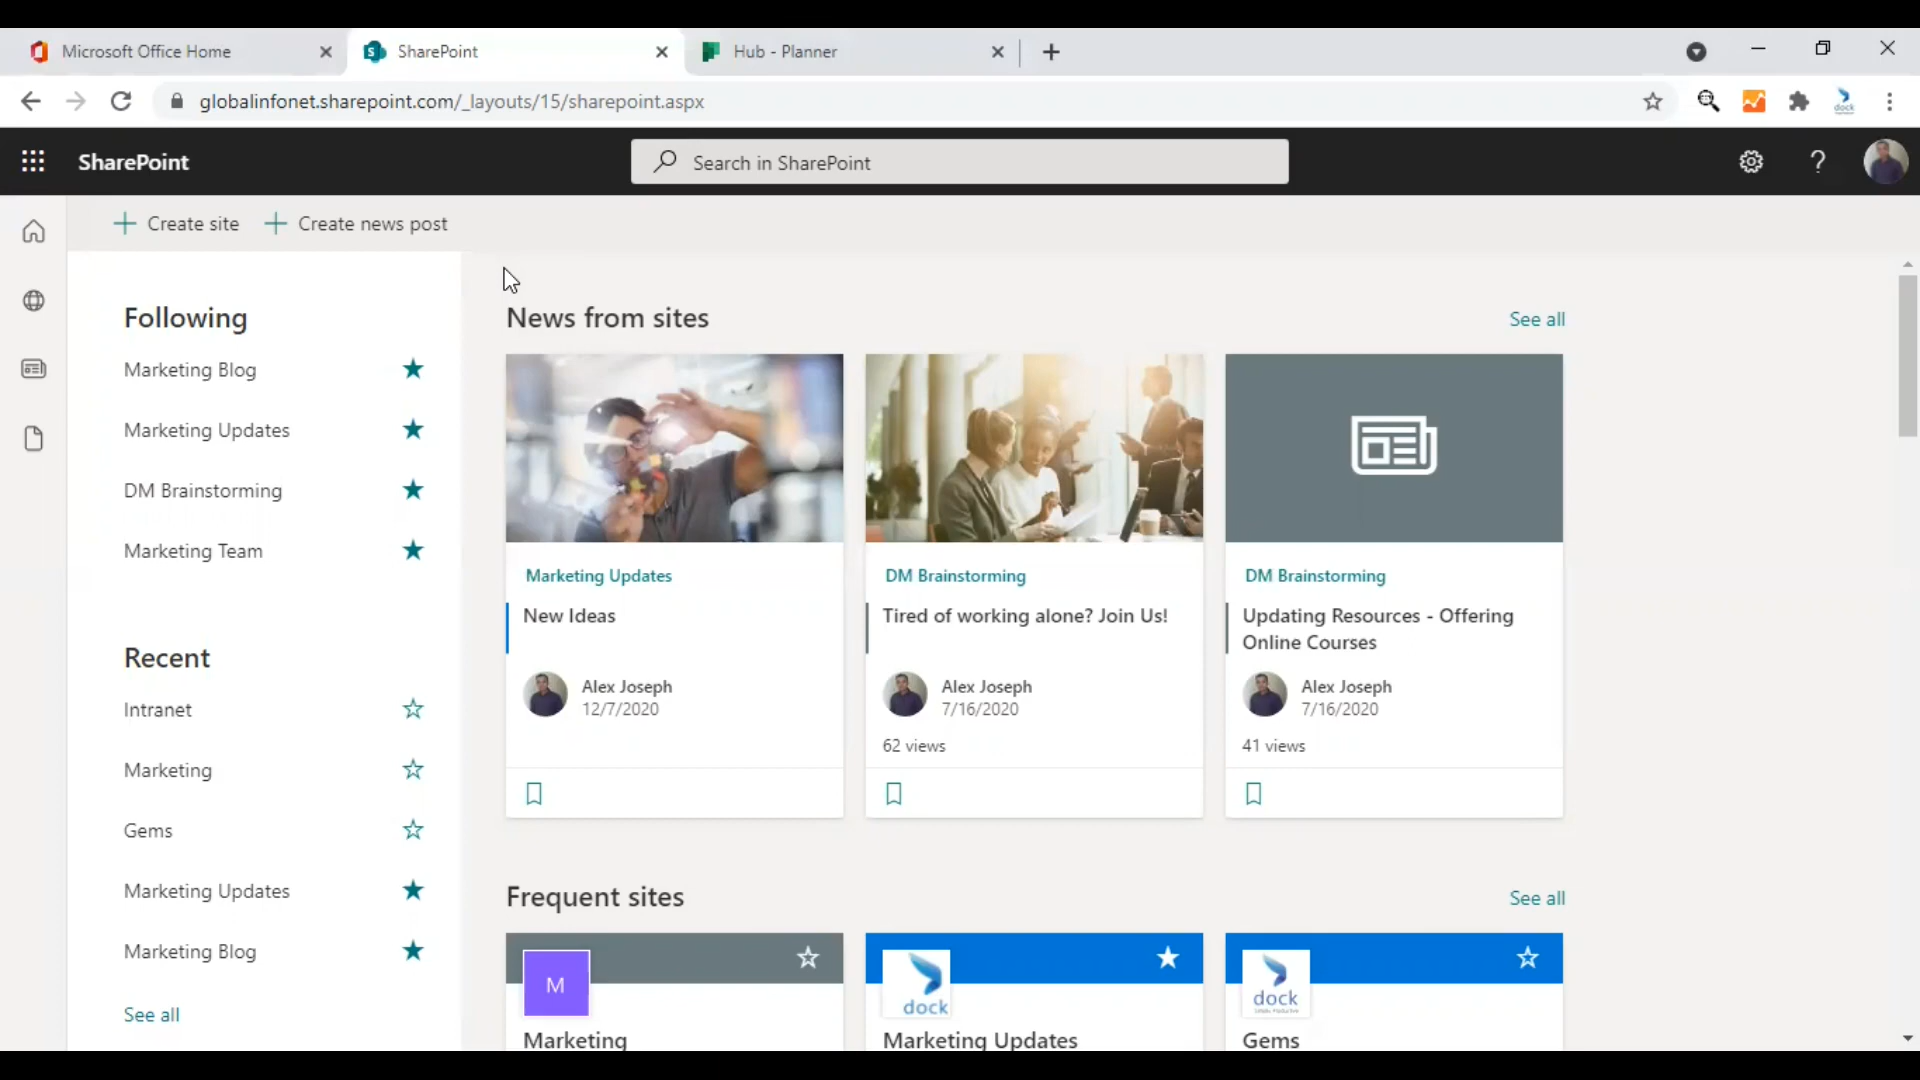 Microsoft Office Home
SharePoint
Hub - Planner
globalinfonet.sharepoint.com/_layouts/15/sharepoint.aspx
dock
SharePoint
Search in SharePoint
?
Create site
Create news post
Following
Marketing Blog
Marketing Updates
DM Brainstorming
Marketing Team
Recent
Intranet
Marketing
Gems
Marketing Updates
Marketing Blog
See all
News from sites
See all
Marketing Updates
New Ideas
Alex Joseph
12/7/2020
DM Brainstorming
Tired of working alone? Join Us!
Alex Joseph
7/16/2020
62 views
DM Brainstorming
Updating Resources - Offering
Online Courses
Alex Joseph
7/16/2020
41 views
Frequent sites
See all
M
Marketing
dock
Marketing Updates
dock
Simply Productive
Gems